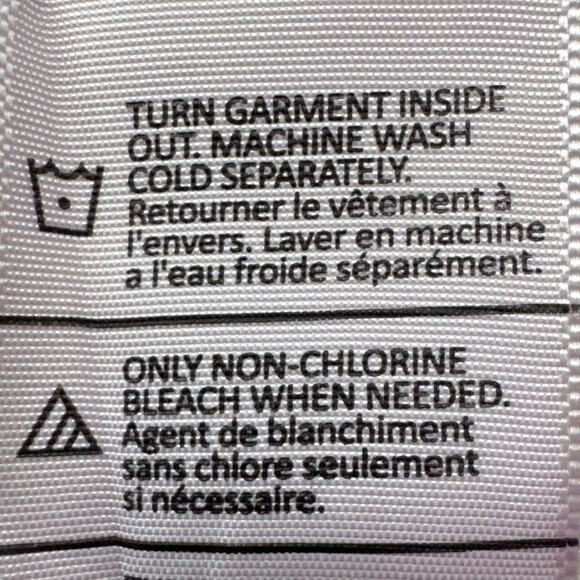 TURN GARMENT INSIDE
OUT. MACHINE WASH
COLD SEPARATELY.
Retourner le vêtement à
l'envers. Laver en machine
a l'eau froide séparément.
ONLY NON-CHLORINE
BLEACH WHEN NEEDED.
Agent de blanchiment
sans chlore seulement
si nécessaire.